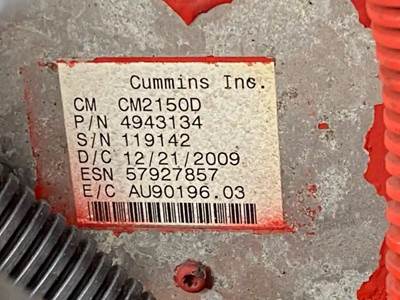 Cummins Inc.
CM CM2150D
P/N 4943134
S/N 119142
D/C 12/21/2009
ESN 57927857
E/C AU90196.03